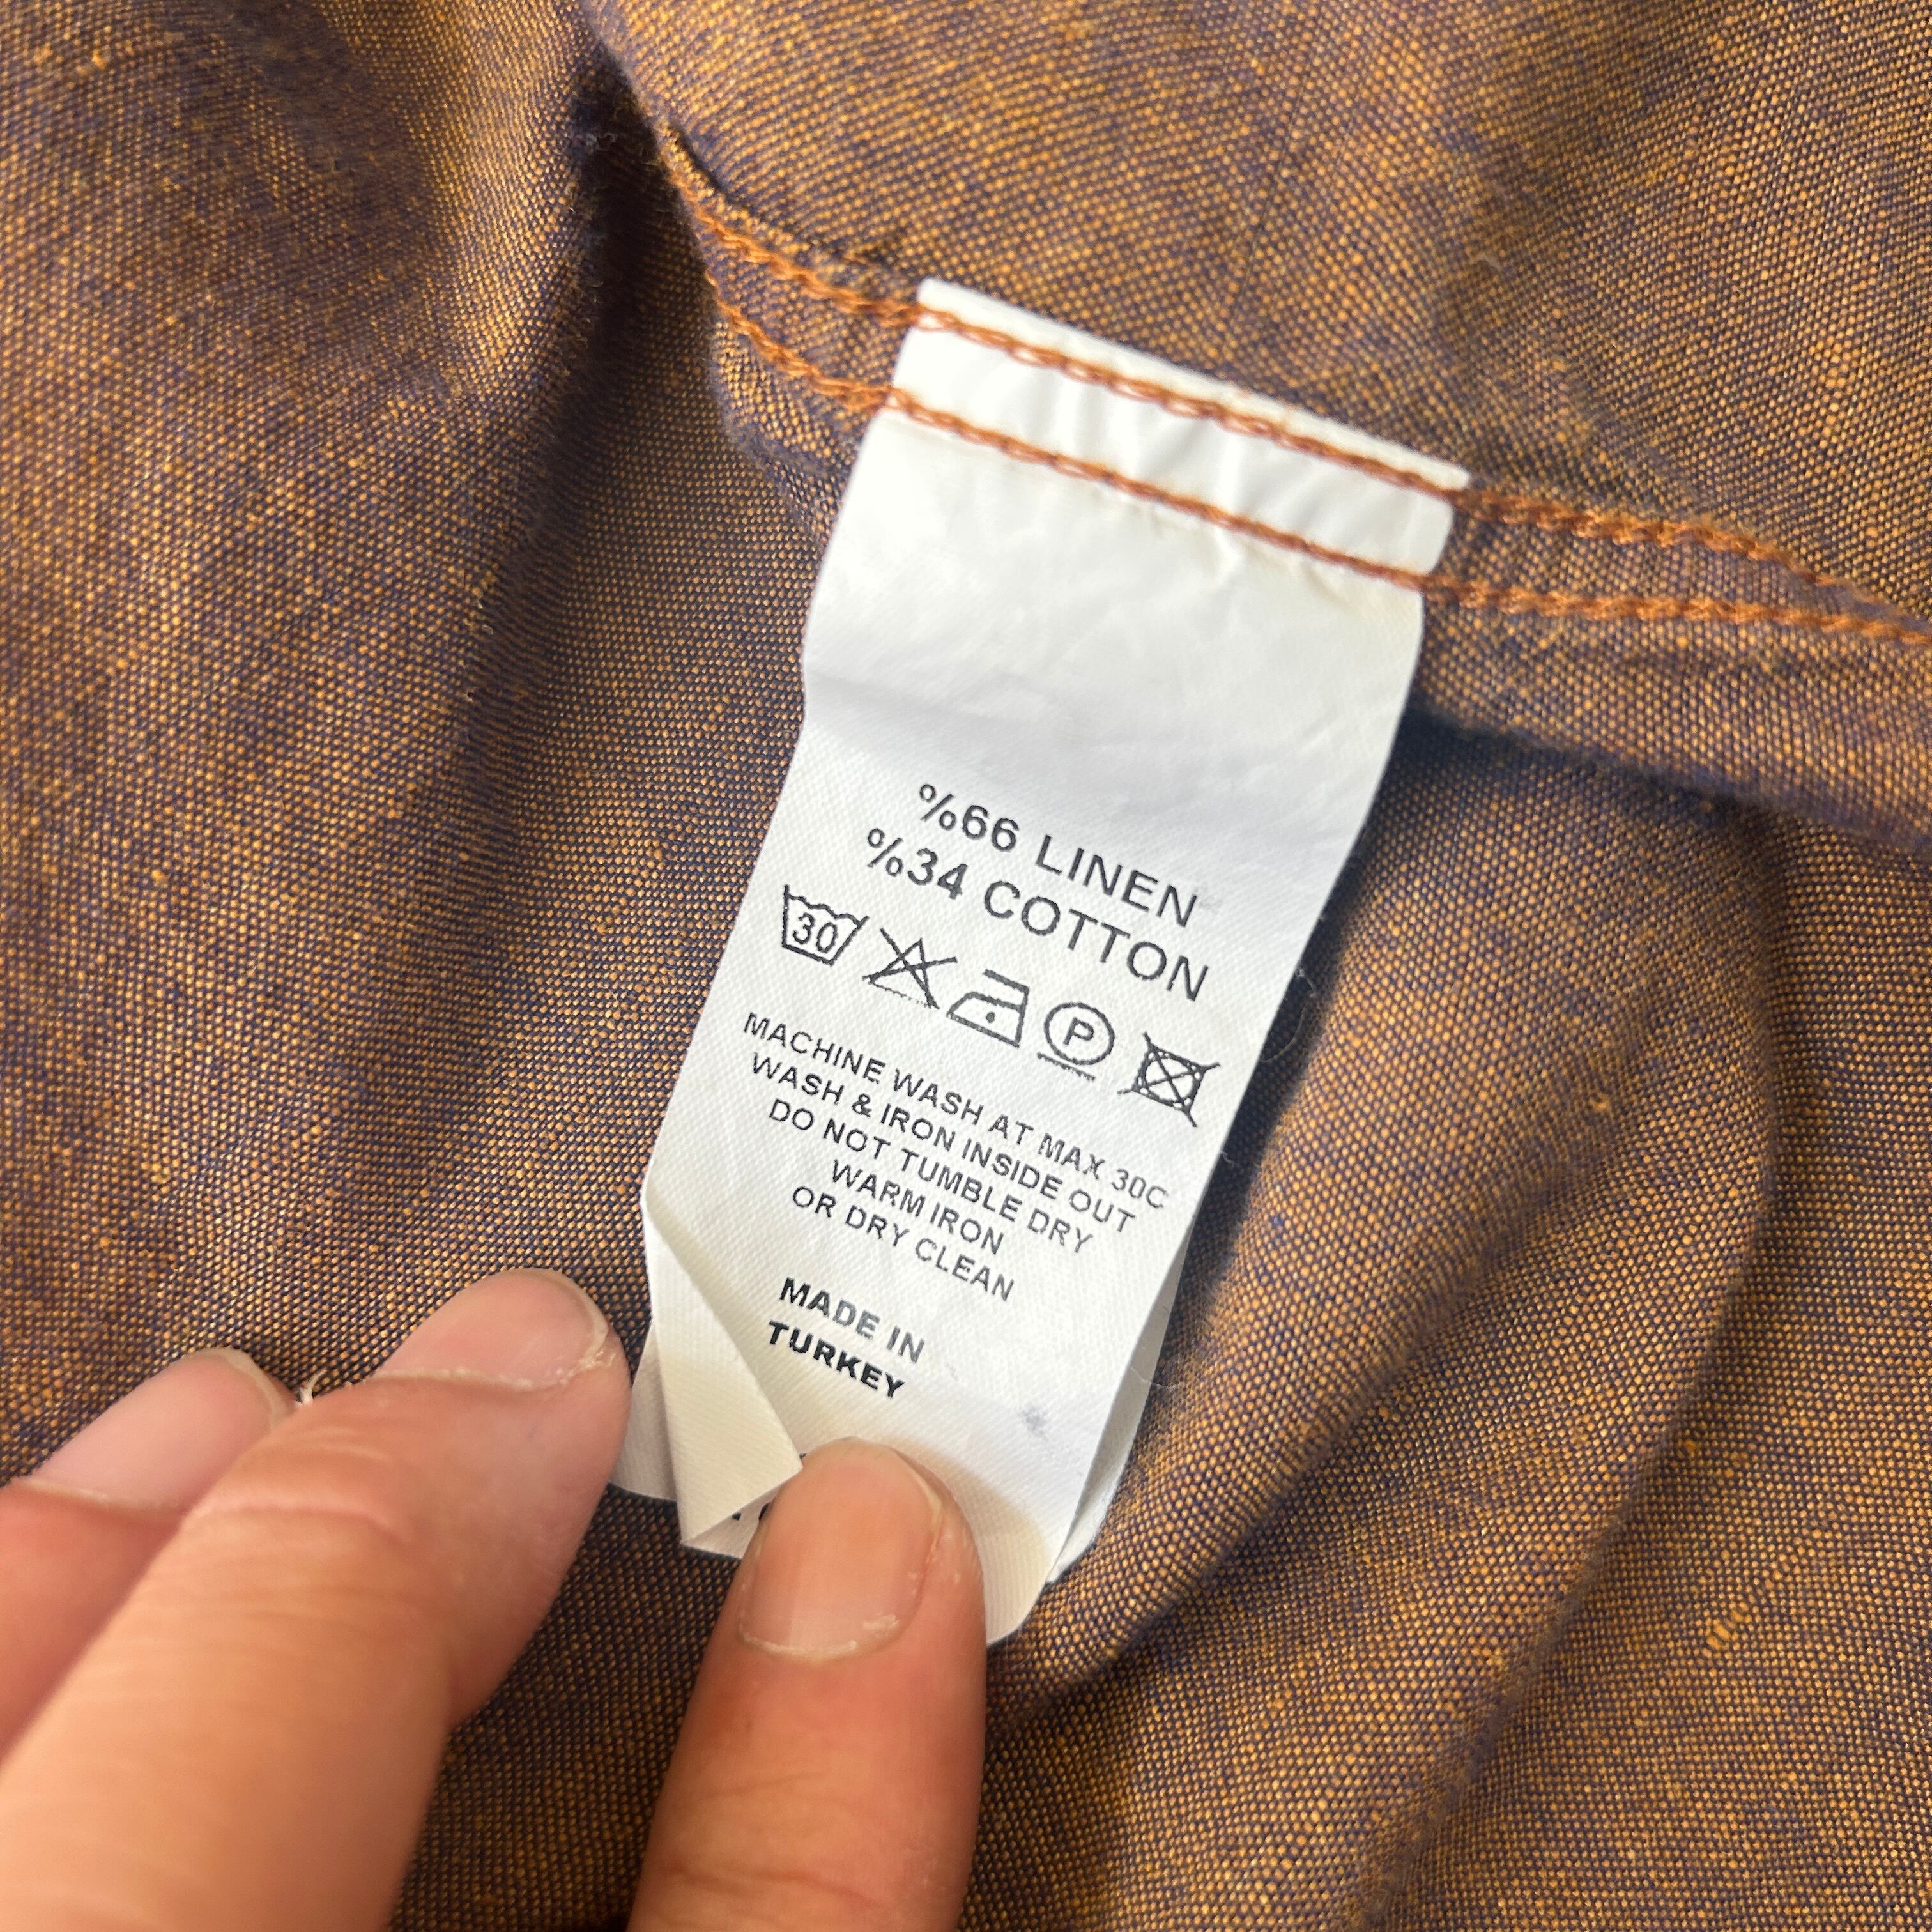 %66 LINEN
%34 COTTON
30 P
MACHINE WASH AT MAX 30C
WASH & IRON INSIDE OUT
DO NOT TUMBLE DRY
WARM IRON
OR DRY CLEAN
MADE IN
TURKEY